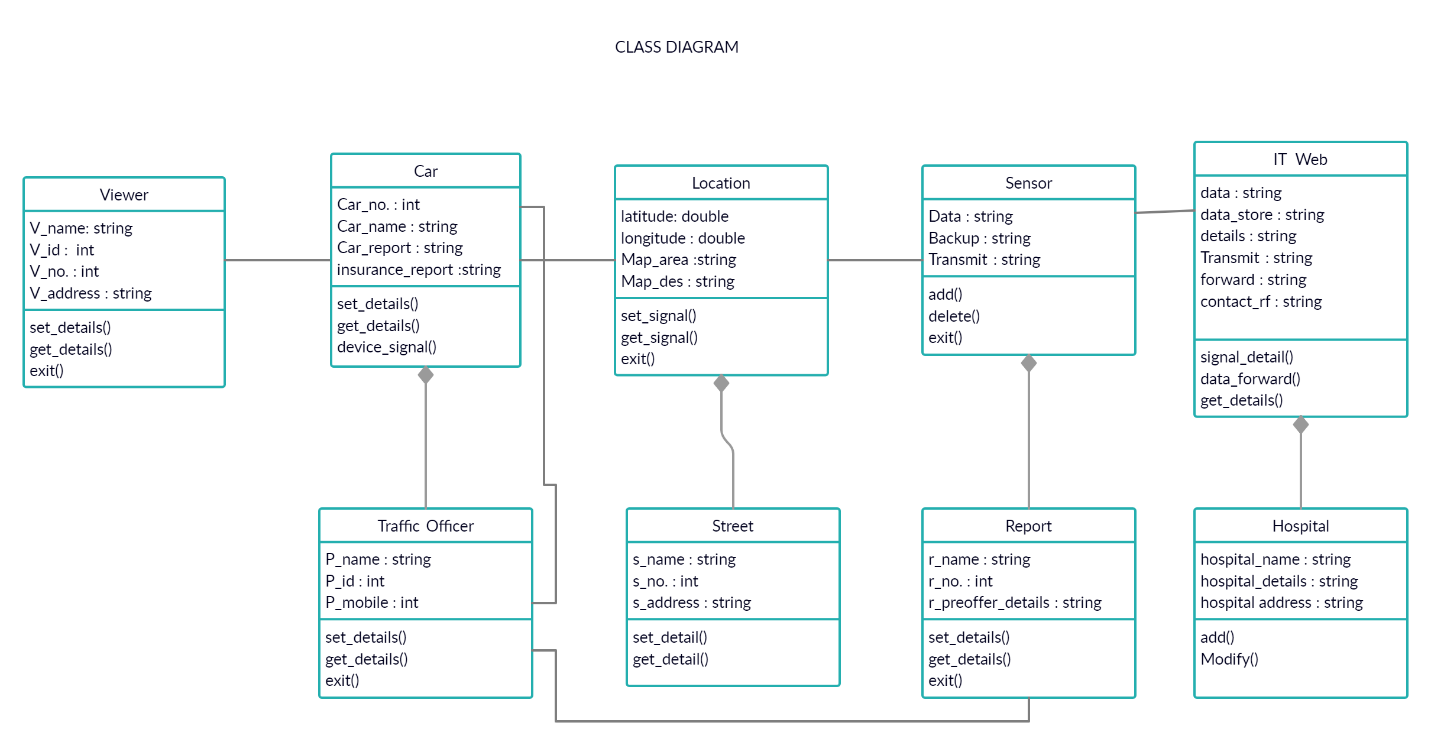 CLASS DIAGRAM
Viewer
V_name: string
V_id :  int
V_no. : int
V_address : string
set_details()
get_details()
exit()
Car
Car_no. : int
Car_name : string
Car_report : string
insurance_report :string
set_details()
get_details()
device_signal()
Location
latitude: double
longitude : double
Map_area :string
Map_des : string
set_signal()
get_signal()
exit()
Sensor
Data : string
Backup : string
Transmit : string
add()
delete()
exit()
IT  Web
data : string
data_store : string
details : string
Transmit  : string
forward : string
contact_rf : string
signal_detail()
data_forward()
get_details()
Traffic Officer
P_name : string
P_id : int
P_mobile : int
set_details()
get_details()
exit()
Street
s_name : string
s_no. : int
s_address : string
set_detail()
get_detail()
Report
r_name : string
r_no. : int
r_preoffer_details : string
set_details()
get_details()
exit()
Hospital
hospital_name : string
hospital_details : string
hospital address : string
add()
Modify()